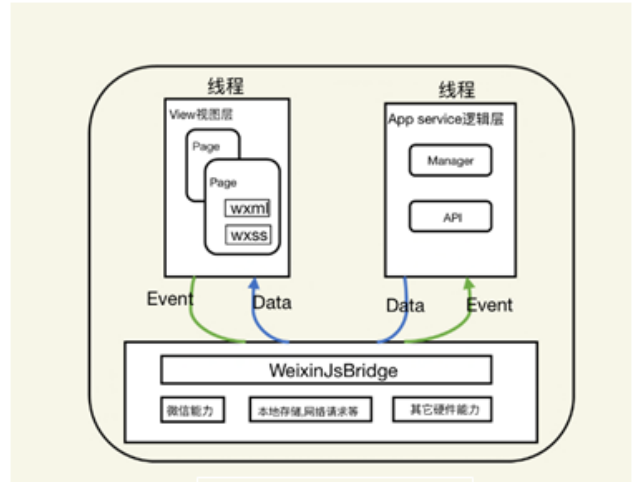 线程
线程
View视图层
App service逻辑层
Page
Page
wxml
wxss
Manager
API
Event
Data
Data
Event
WeixinJsBridge
微信能力
本地存储,网络请求等
其它硬件能力